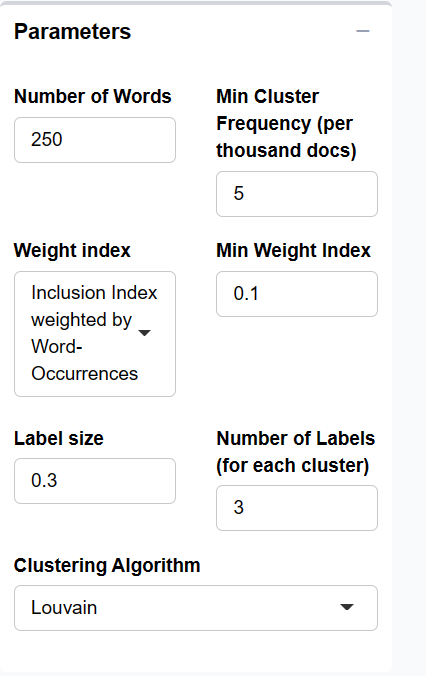 Parameters
Number of Words
250
Min Cluster
Frequency (per
thousand docs)
5
Weight index
Inclusion Index
weighted by
Word-
Occurrences
Min Weight Index
0.1
Label size
0.3
Number of Labels
(for each cluster)
3
Clustering Algorithm
Louvain